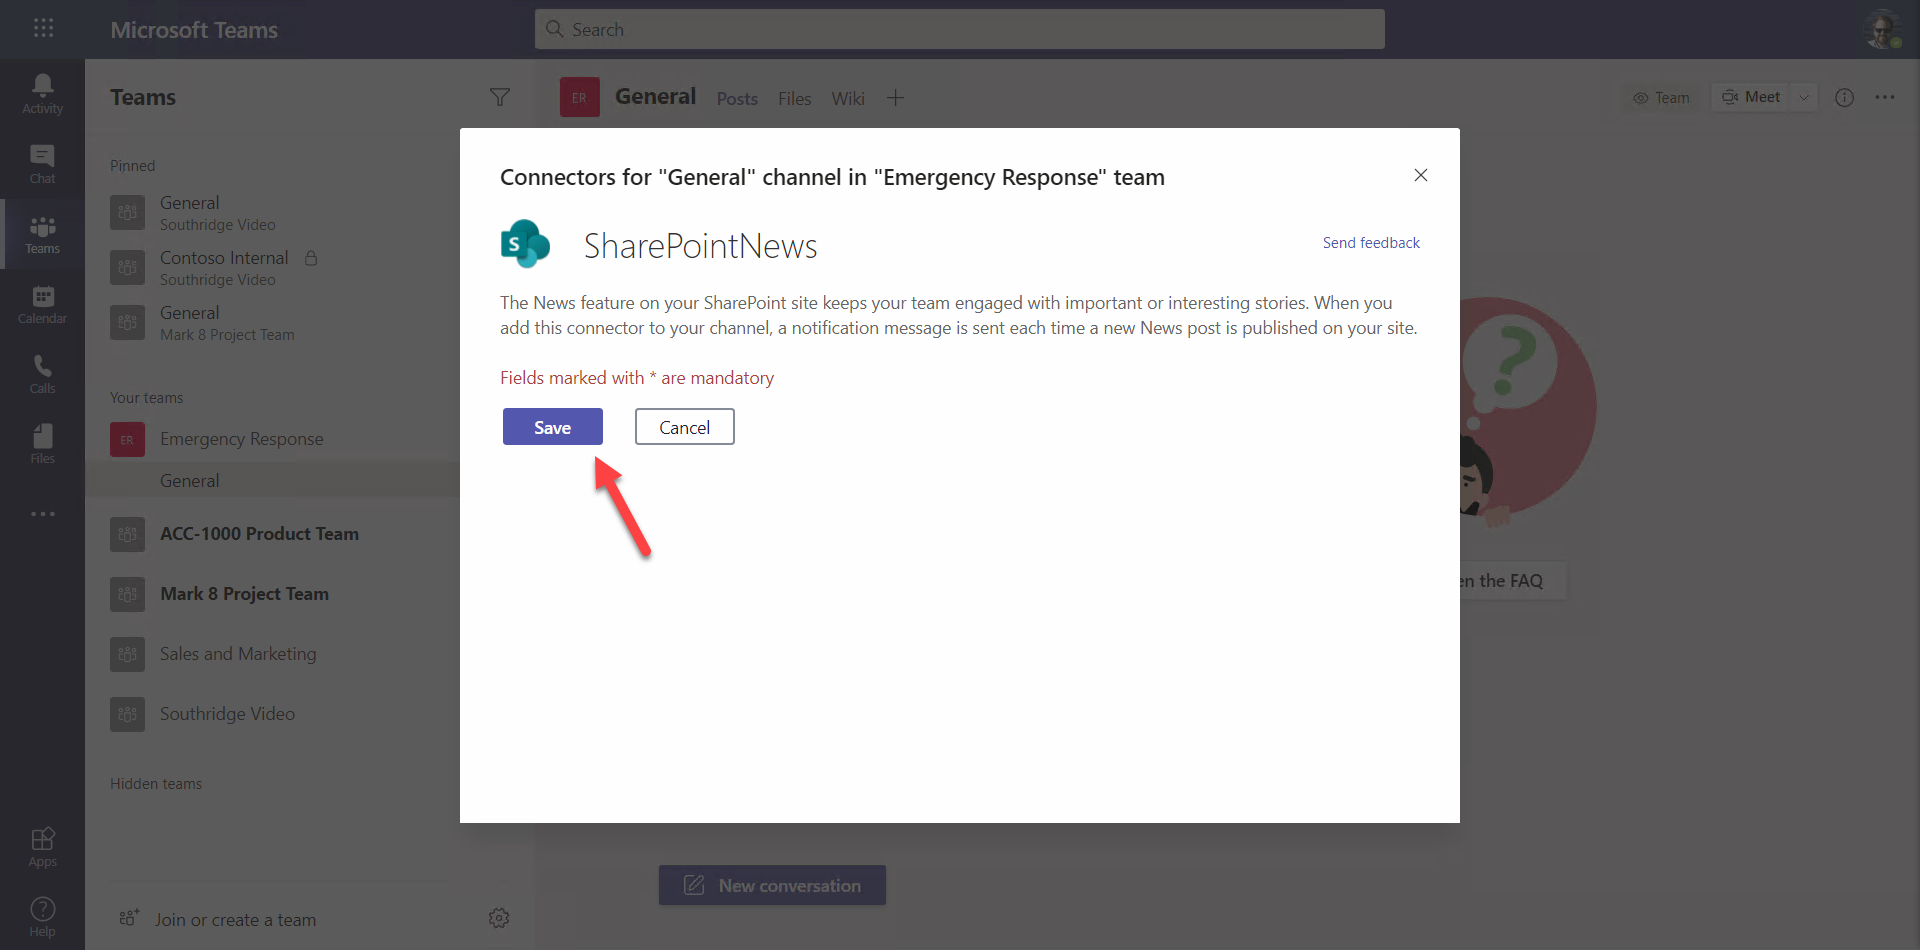 Microsoft Teams
Search
Activity
Chat
Teams
Calendar
Calls
Files
Apps
Help
Teams
Pinned
General
Southridge Video
Contoso Internal
Southridge Video
General
Mark 8 Project Team
Your teams
ER
Emergency Response
General
ACC-1000 Product Team
Mark 8 Project Team
Sales and Marketing
Southridge Video
Hidden teams
Join or create a team
ER
General
Posts
Files
Wiki
Team
Meet
Connectors for "General" channel in "Emergency Response" team
S
SharePointNews
Send feedback
The News feature on your SharePoint site keeps your team engaged with important or interesting stories. When you
add this connector to your channel, a notification message is sent each time a new News post is published on your site.
Fields marked with * are mandatory
Save
Cancel
?
en the FAQ
New conversation